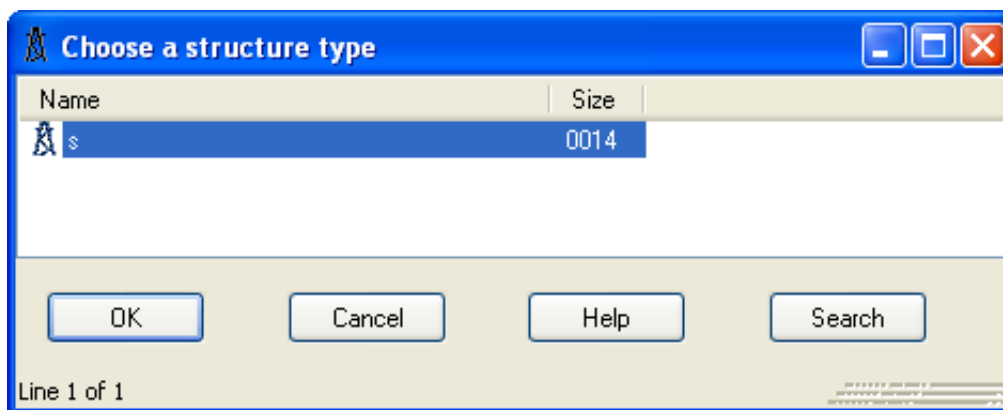 Choose a structure type
Name Size
s 0014
OK Cancel Help Search
Line 1 of 1